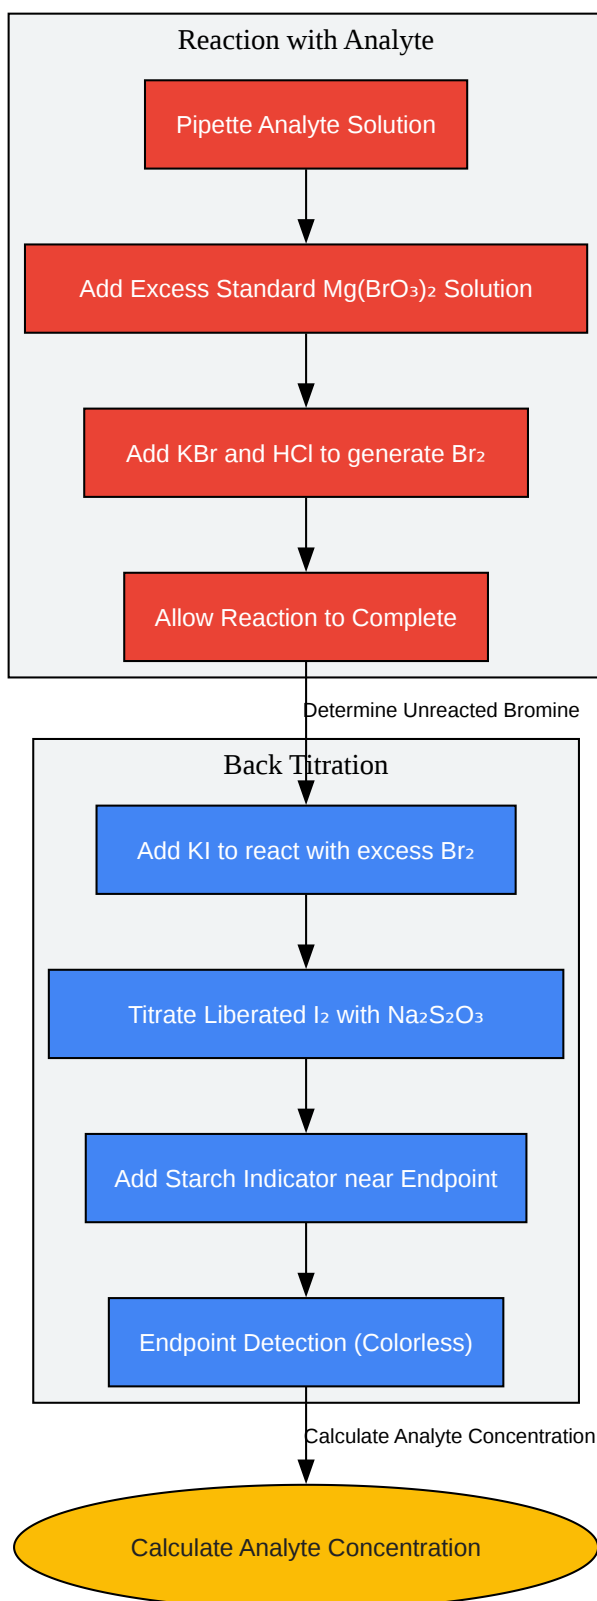 Reaction with Analyte
Pipette Analyte Solution
Add Excess Standard Mg(BrO₃)₂ Solution
Add KBr and HCl to generate Br₂
Allow Reaction to Complete
Determine Unreacted Bromine
Back Titration
Add KI to react with excess Br₂
Titrate Liberated I₂ with Na₂S₂O₃
Add Starch Indicator near Endpoint
Endpoint Detection (Colorless)
Calculate Analyte Concentration
Calculate Analyte Concentration